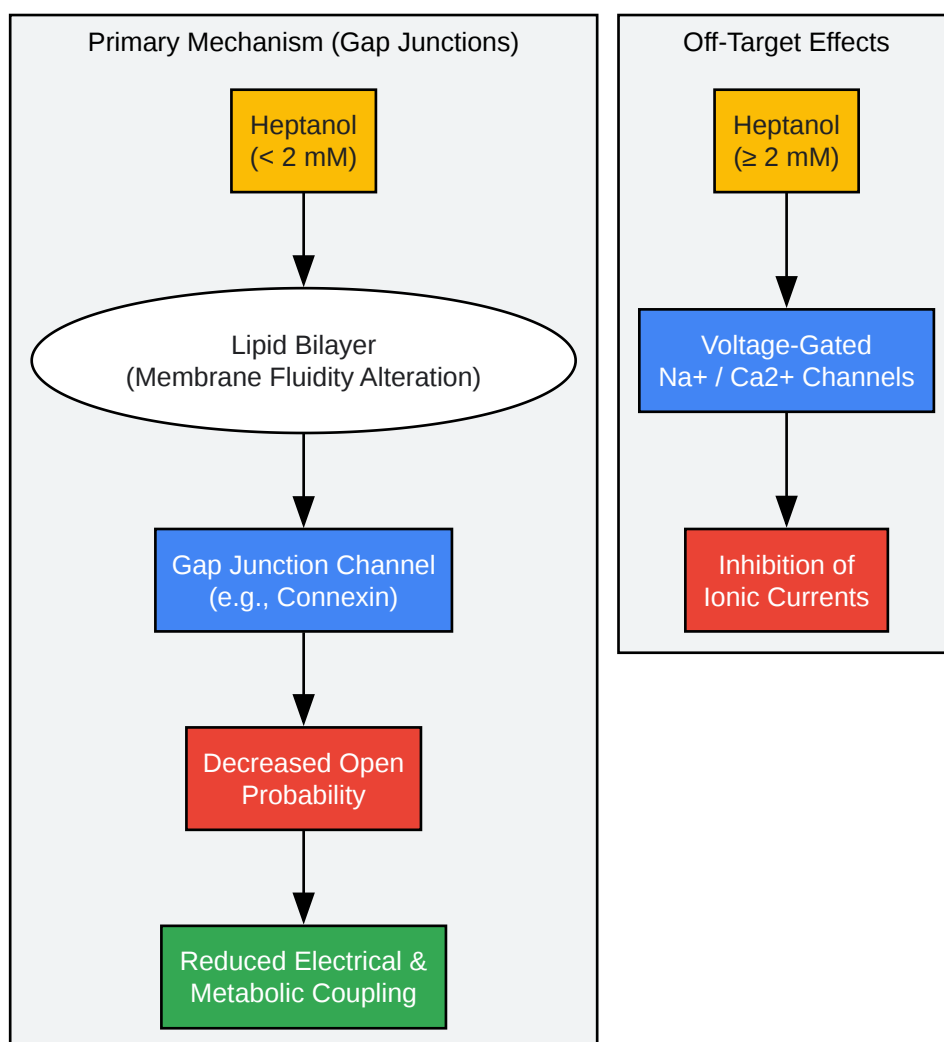 Primary Mechanism (Gap Junctions)
Heptanol
(< 2 mM)
Lipid Bilayer
(Membrane Fluidity Alteration)
Gap Junction Channel
(e.g., Connexin)
Decreased Open
Probability
Reduced Electrical &
Metabolic Coupling
Off-Target Effects
Heptanol
(≥ 2 mM)
Voltage-Gated
Na+ / Ca2+ Channels
Inhibition of
Ionic Currents